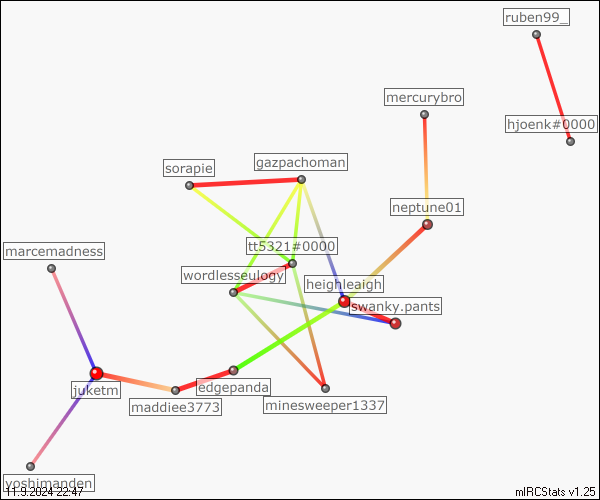 ruben99_
mercurybro
hjoenk#0000
gazpachoman
sorapie
neptune01
tt5321#0000
marcemadness
wordlesseulogy
heighleaigh
swanky.pants
edgepanda
juketm
maddiee3773
minesweeper1337
yoshimanden
11.9.2024 22:47
mIRCStats v1.25